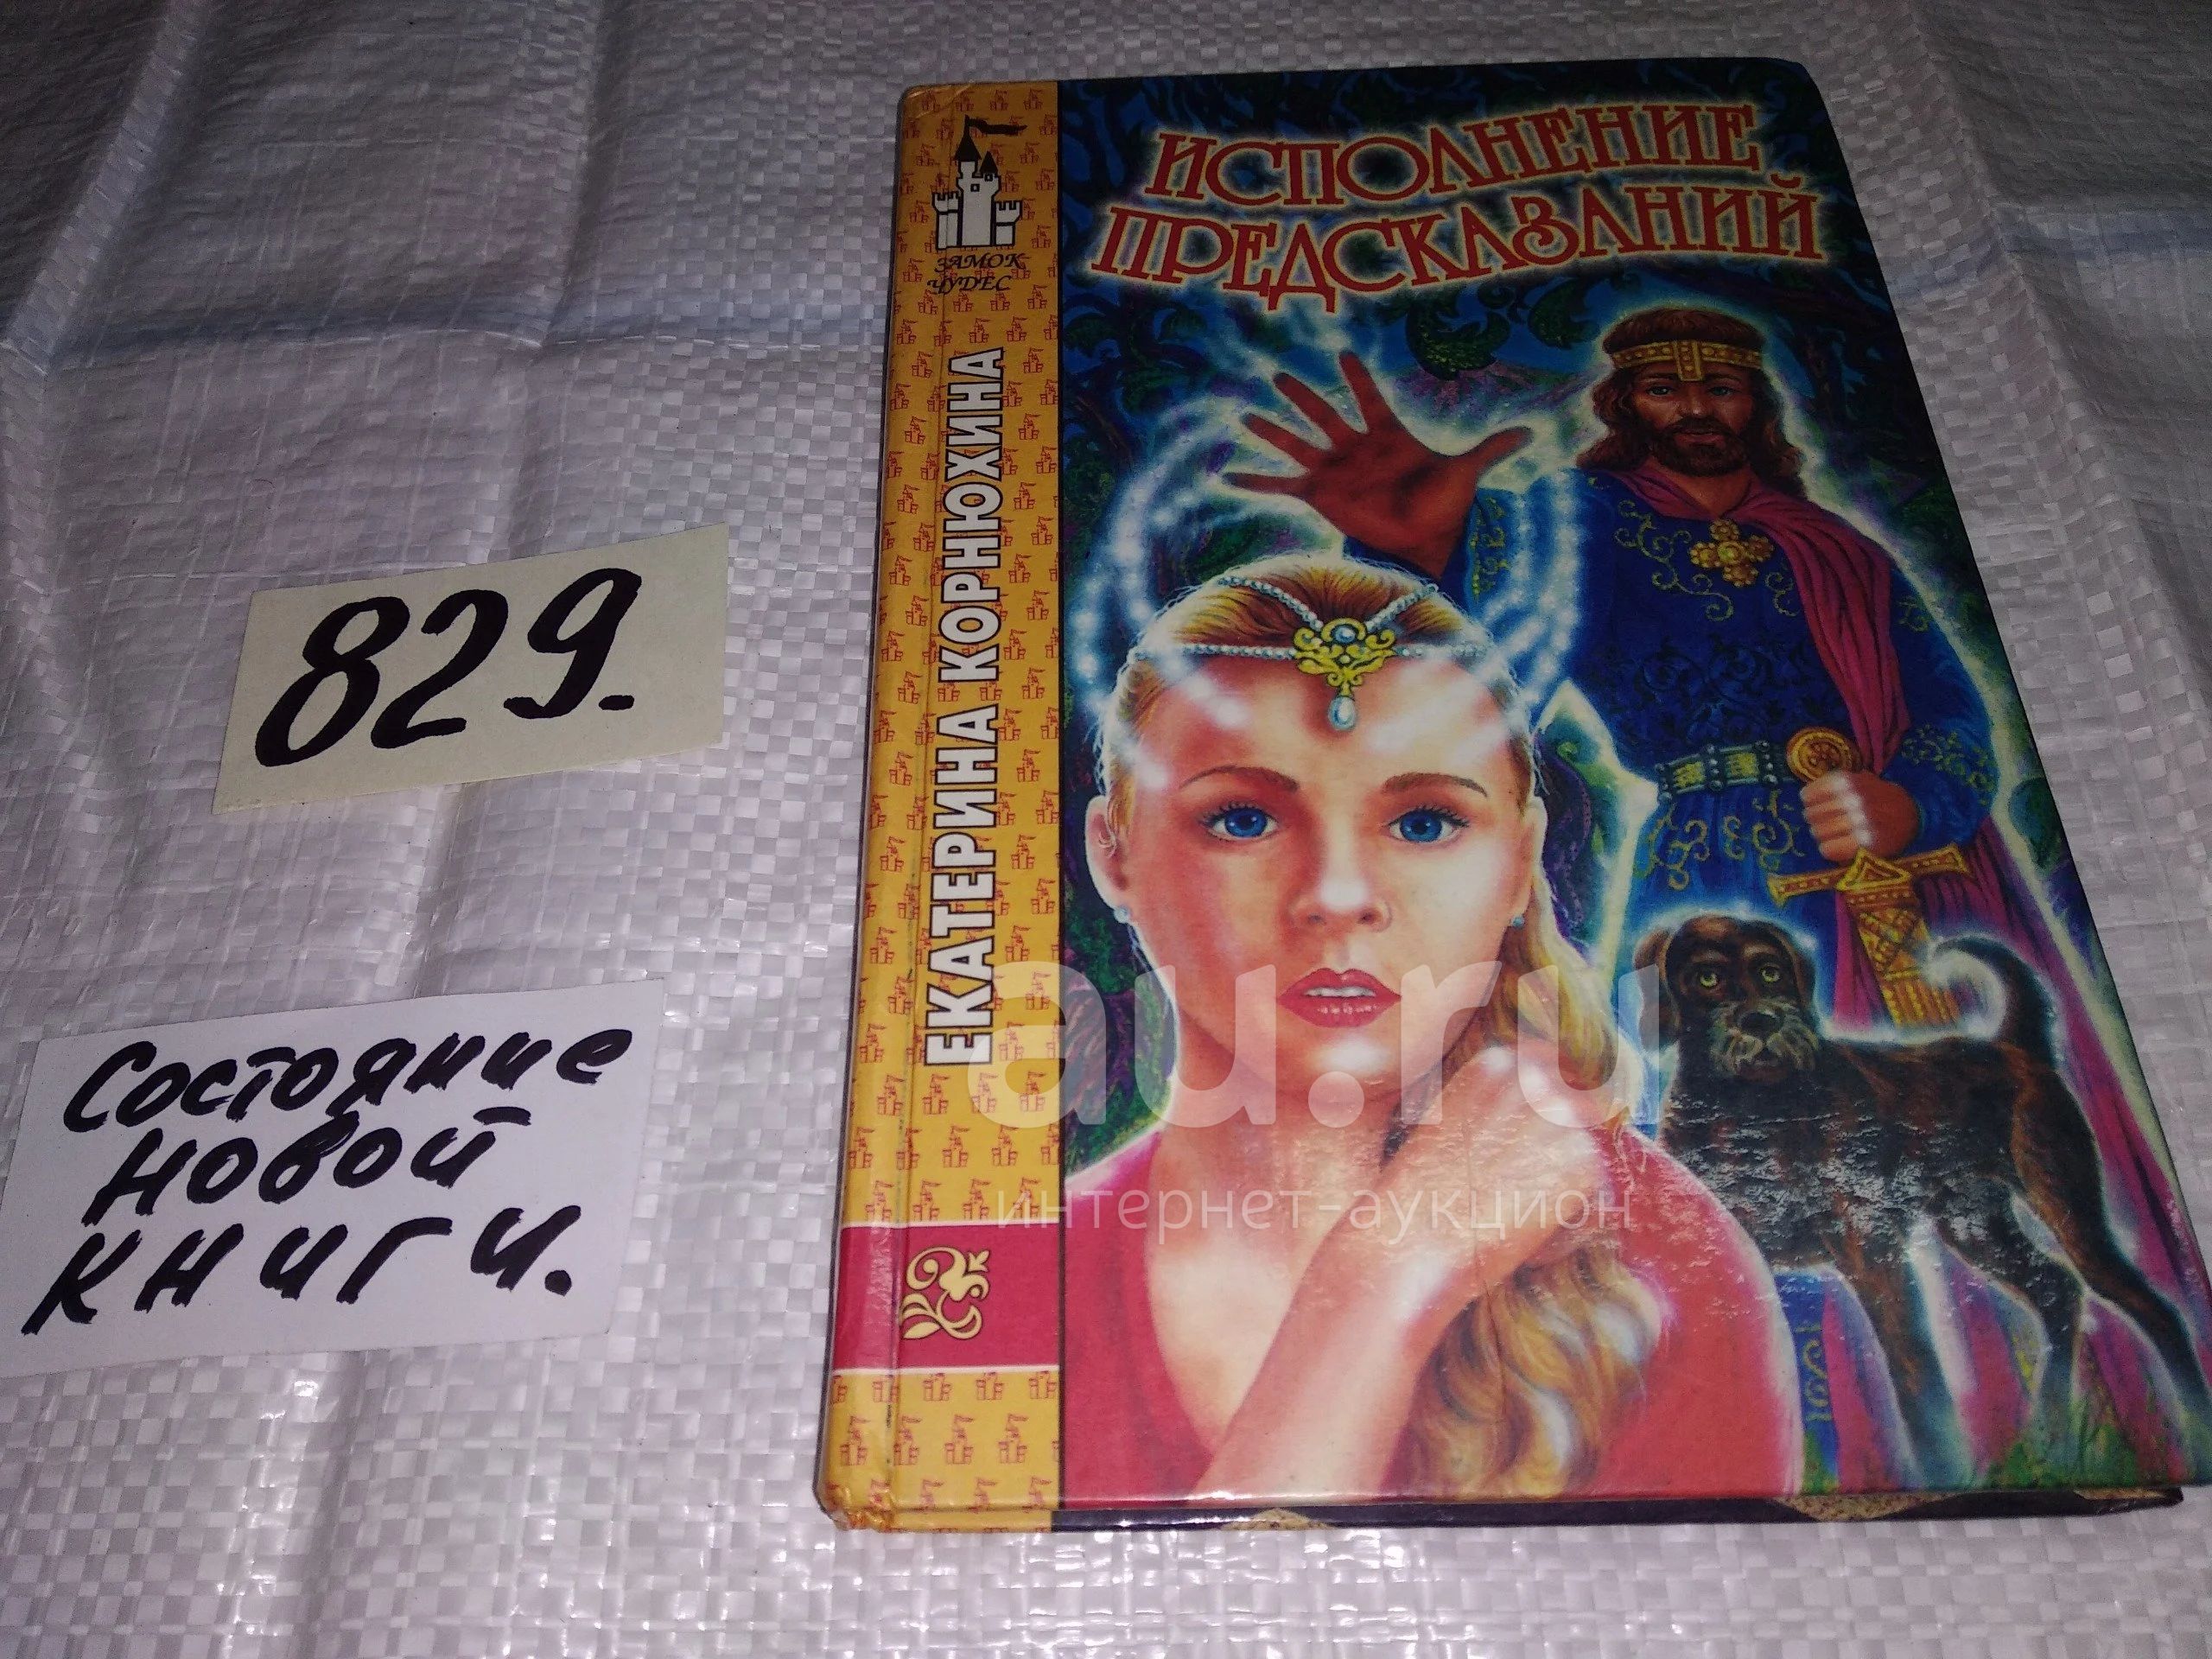 829.
Состояние
новой
книги.
ЗАМОК
ЧУДЕС
ЕКАТЕРИНА КОРНЮХИНА
ИСПОЛНЕНИЕ
ПРЕДСКАЗАНИЙ
au.ru
интернет-аукцион